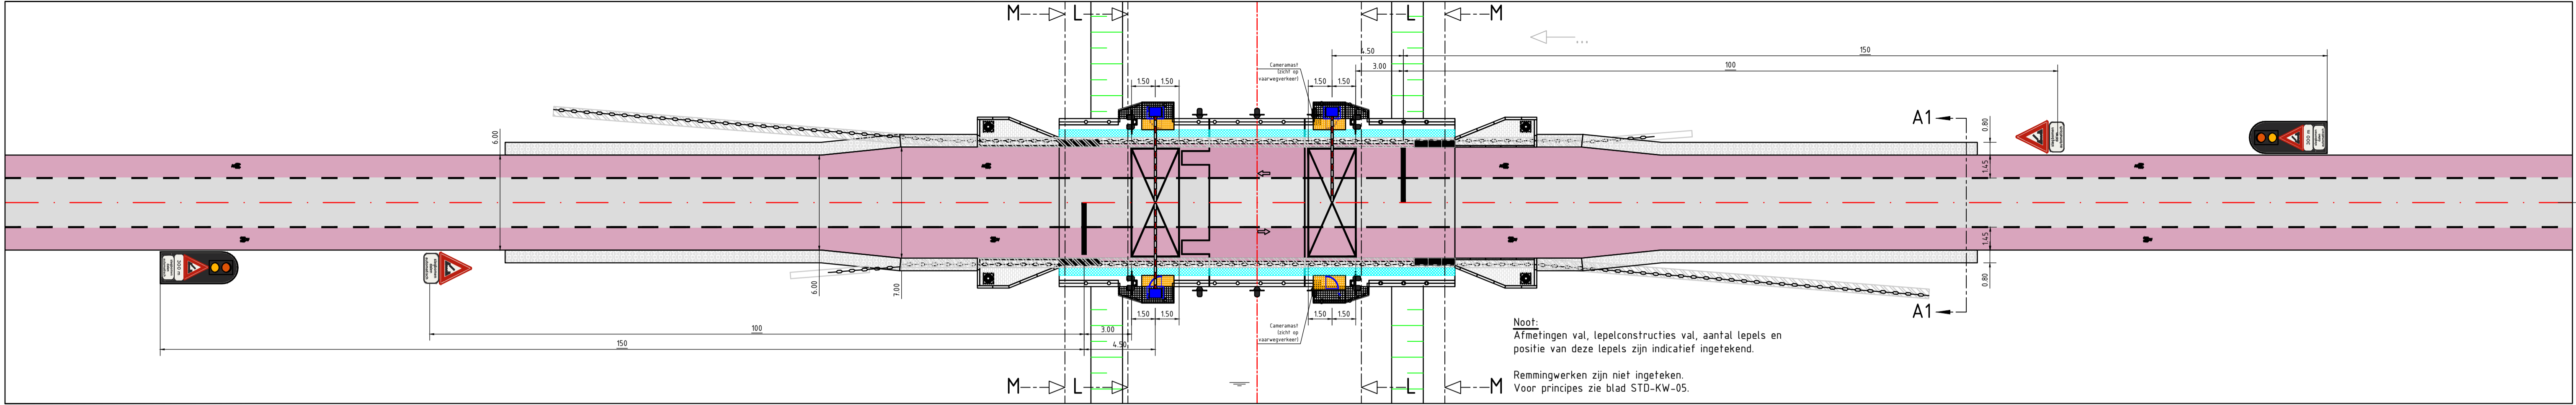 M
L
L
M
...
4.50
150
Cameramast
(zicht op
vaarwegverkeer)
3.00
100
1.50
1.50
1.50
1.50
A1
0.80
6.00
300 m
1.45
1.45
300 m
6.00
7.00
0.80
A1
1.50
1.50
1.50
1.50
100
3.00
Cameramast
(zicht op
vaarwegverkeer)
150
4.50
Noot:
Afmetingen val, lepelconstructies val, aantal lepels en
positie van deze lepels zijn indicatief ingetekend.
Remmingwerken zijn niet ingeteken.
Voor principes zie blad STD-KW-05.
M
L
L
M